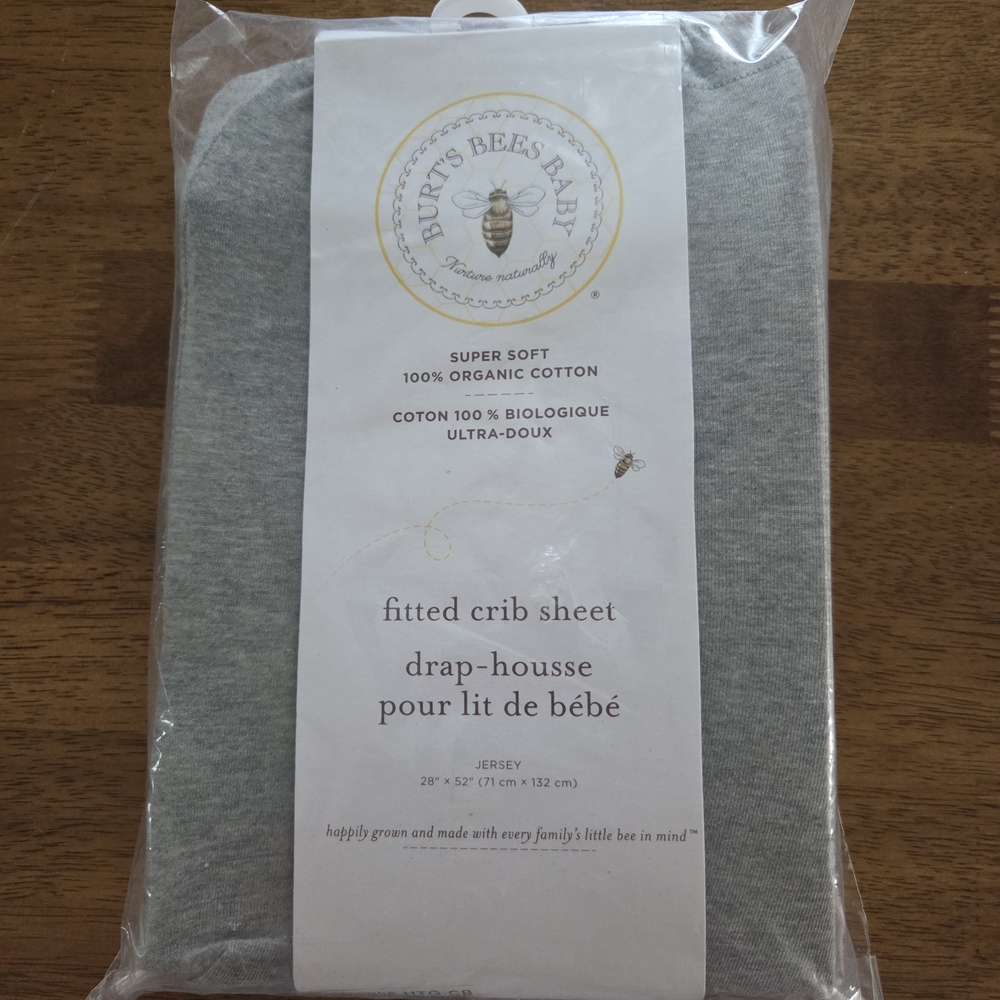 BURT'S BEES BABY
Nurture naturally
®
SUPER SOFT
100% ORGANIC COTTON
COTON 100 % BIOLOGIQUE
ULTRA-DOUX
fitted crib sheet
drap-housse
pour lit de bébé
JERSEY
28" × 52" (71 cm × 132 cm)
happily grown and made with every family's little bee in mind™